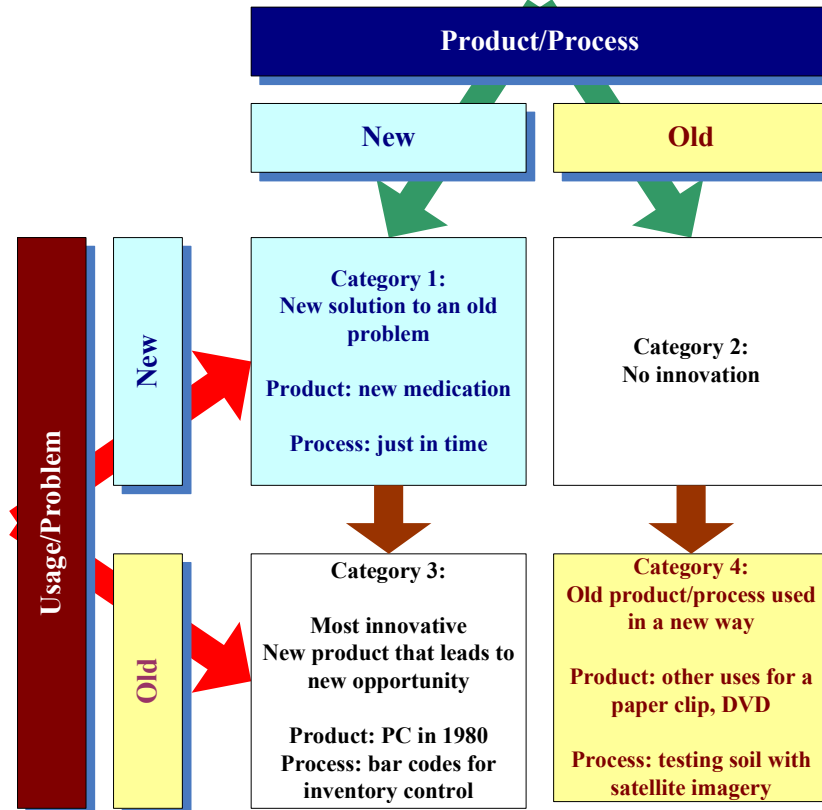 Product/Process
New
Old
Usage/Problem
New
Category 1:
New solution to an old
problem
Product: new medication
Process: just in time
Category 2:
No innovation
Old
Category 3:
Most innovative
New product that leads to
new opportunity
Product: PC in 1980
Process: bar codes for
inventory control
Category 4:
Old product/process used
in a new way
Product: other uses for a
paper clip, DVD
Process: testing soil with
satellite imagery